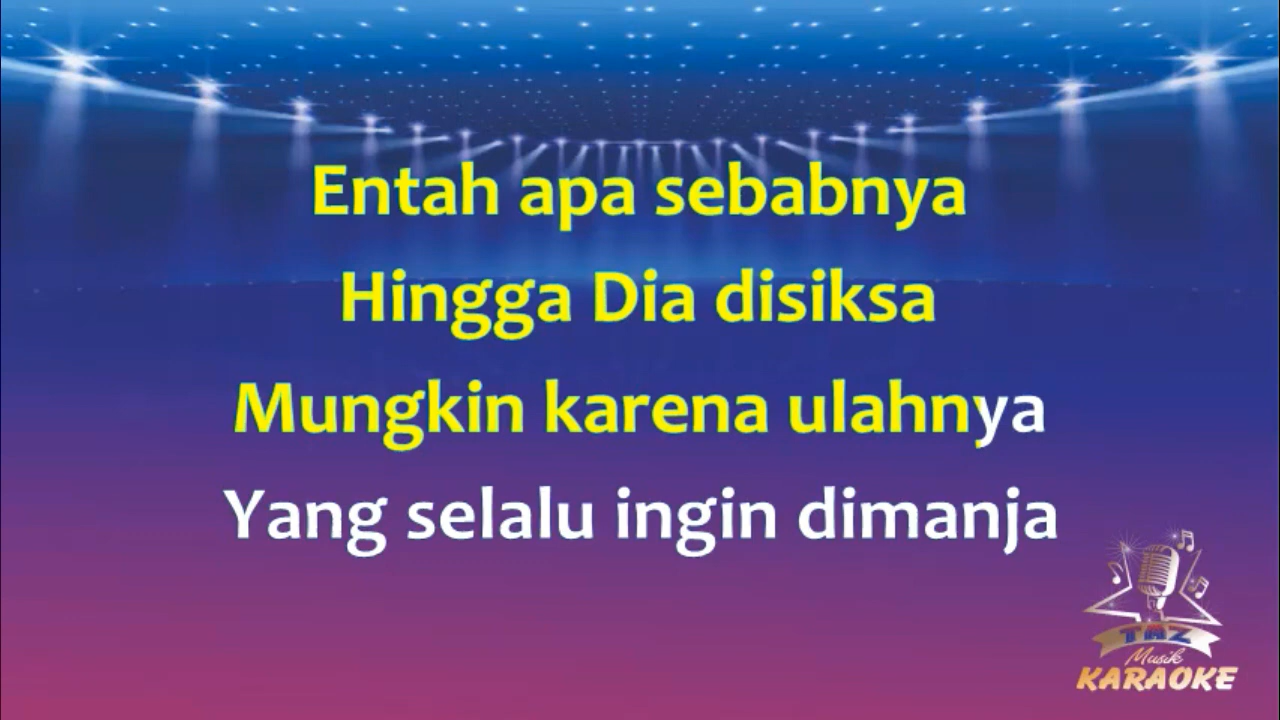 Entah apa sebabnya
Hingga Dia disiksa
Mungkin karena ulahnya
Yang selalu ingin dimanja
TAZ
Musik
KARAOKE